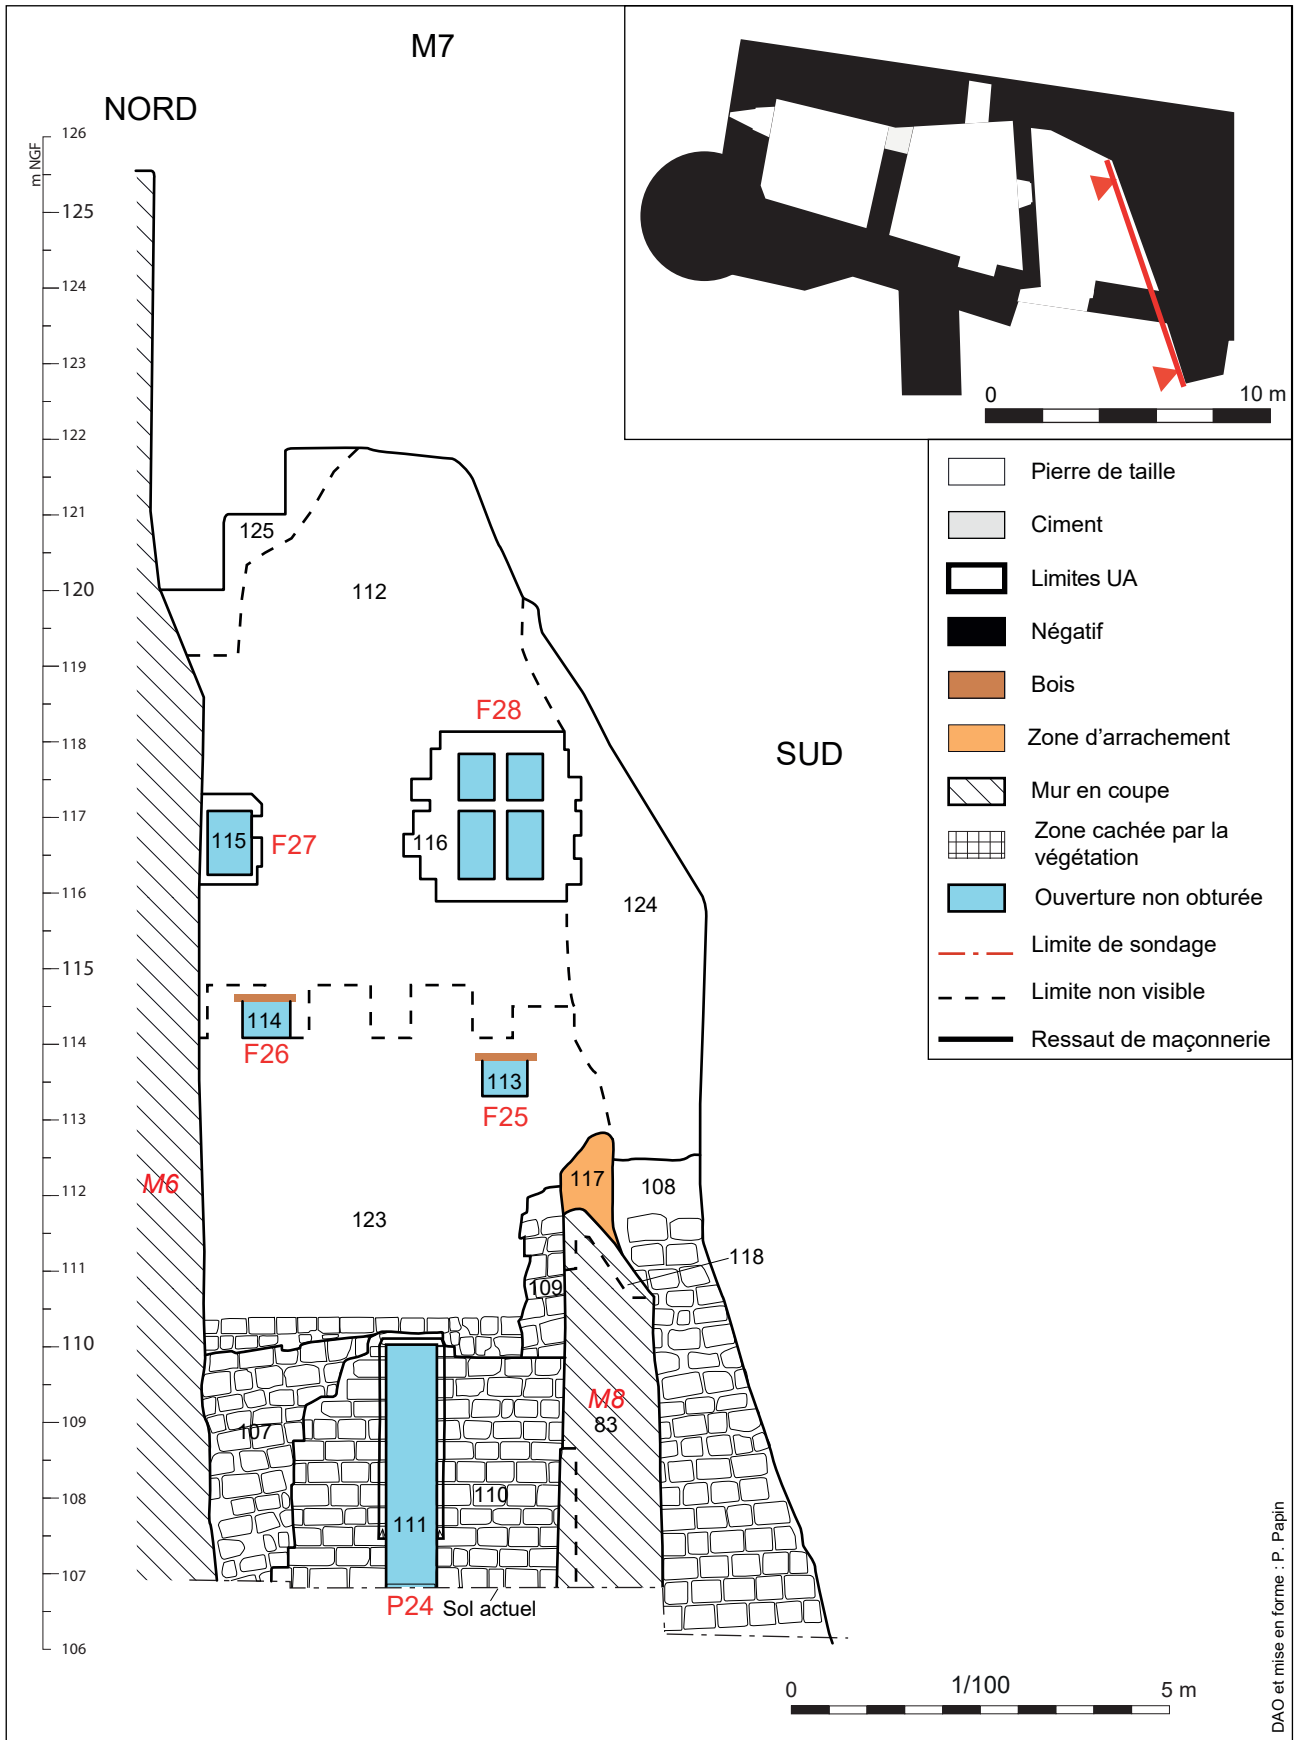 M7
NORD
m NGF
126
125
124
123
122
121
120
119
118
117
116
115
114
113
112
111
110
109
108
107
106
0
10 m
Pierre de taille
Ciment
Limites UA
Négatif
Bois
Zone d'arrachement
Mur en coupe
Zone cachée par la
végétation
Ouverture non obturée
Limite de sondage
Limite non visible
Ressaut de maçonnerie
125
112
F28
SUD
115
F27
116
124
114
F26
113
F25
M6
117
108
123
118
109
M8
83
107
110
111
P24
Sol actuel
0
1/100
5 m
DAO et mise en forme : P. Papin